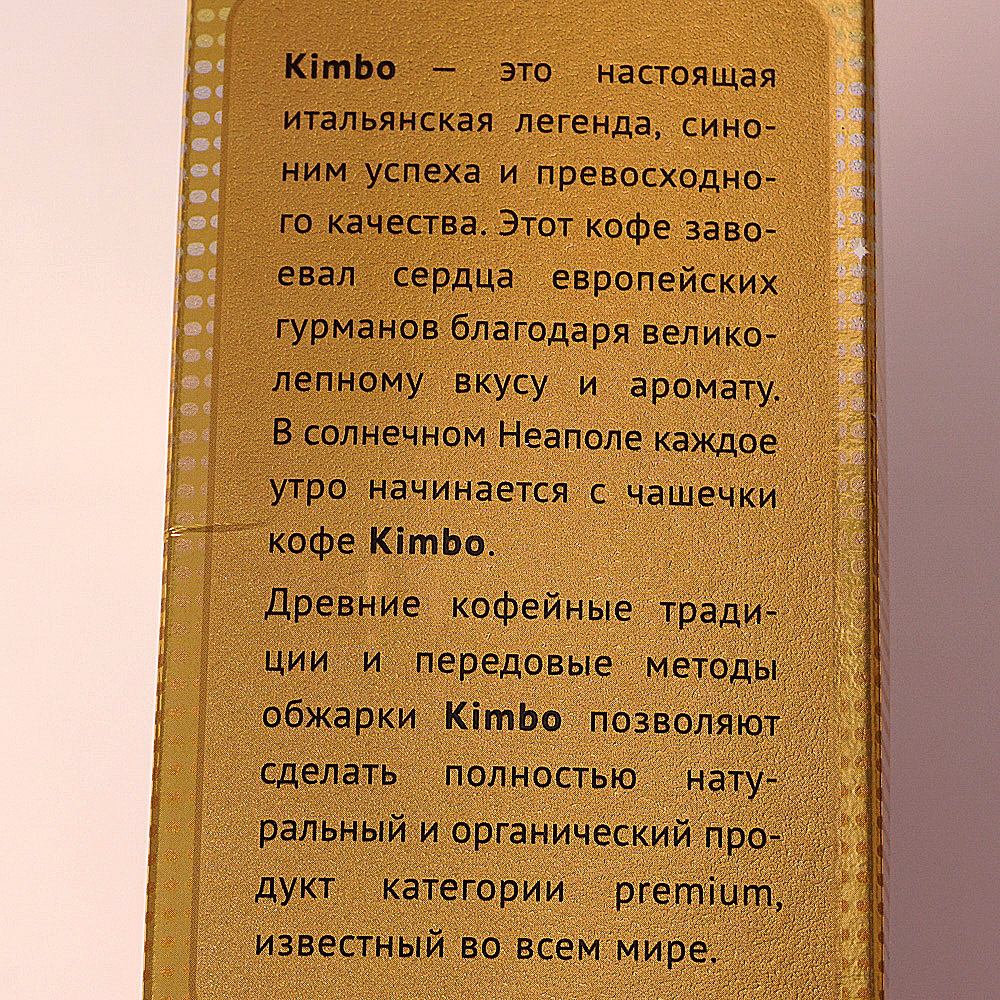 Kimbo — это настоящая
итальянская легенда, сино-
ним успеха и превосходно-
го качества. Этот кофе заво-
евал сердца европейских
гурманов благодаря велико-
лепному вкусу и аромату.
В солнечном Неаполе каждое
утро начинается с чашечки
кофе Kimbo.
Древние кофейные тради-
ции и передовые методы
обжарки Kimbo позволяют
сделать полностью нату-
ральный и органический про-
дукт категории premium,
известный во всем мире.